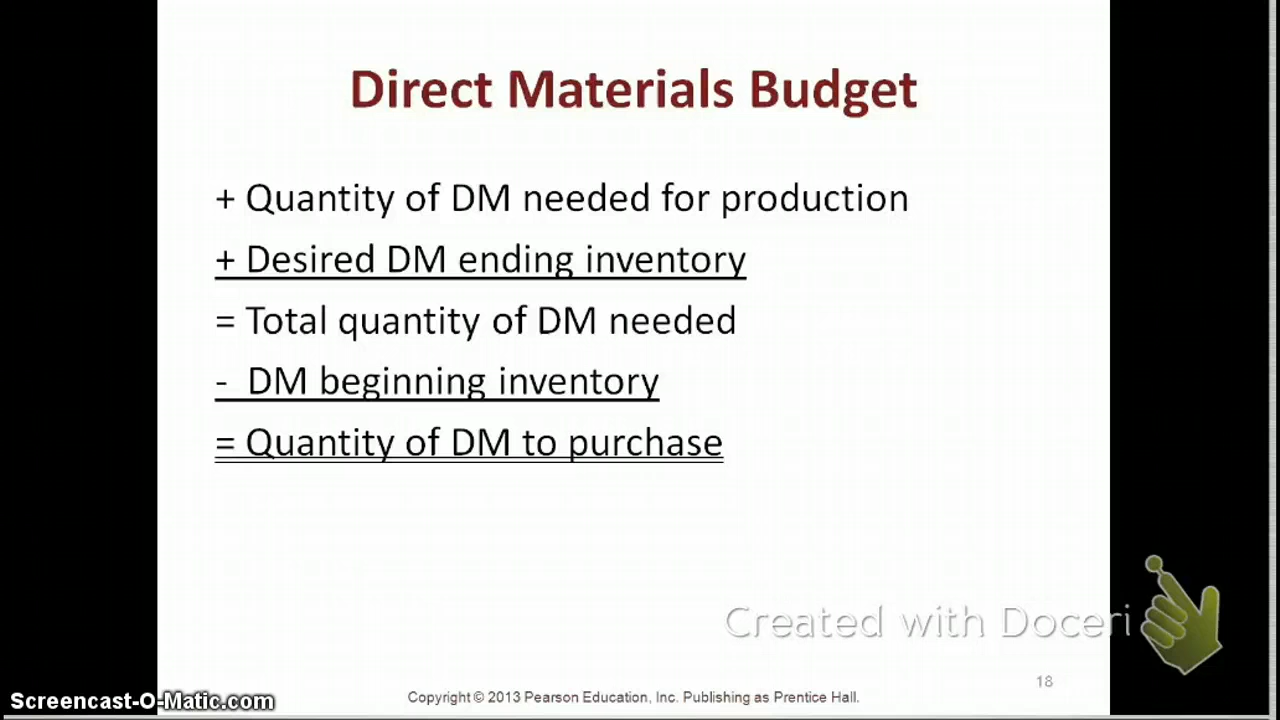 Direct Materials Budget
+ Quantity of DM needed for production
+ Desired DM ending inventory
= Total quantity of DM needed
- DM beginning inventory
= Quantity of DM to purchase
Created with Doceri
18
Copyright © 2013 Pearson Education, Inc. Publishing as Prentice Hall.
Screencast-O-Matic.com